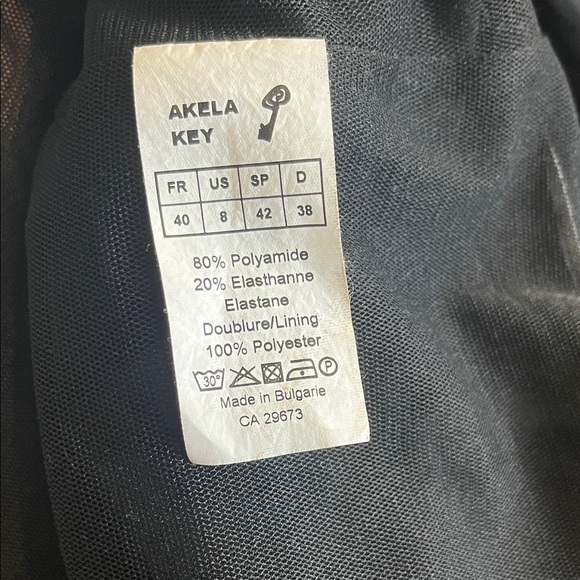 AKELA
KEY
FR US SP D
40 8 42 38
80% Polyamide
20% Elasthanne
Elastane
Doublure/Lining
100% Polyester
30° P
Made in Bulgarie
CA 29673